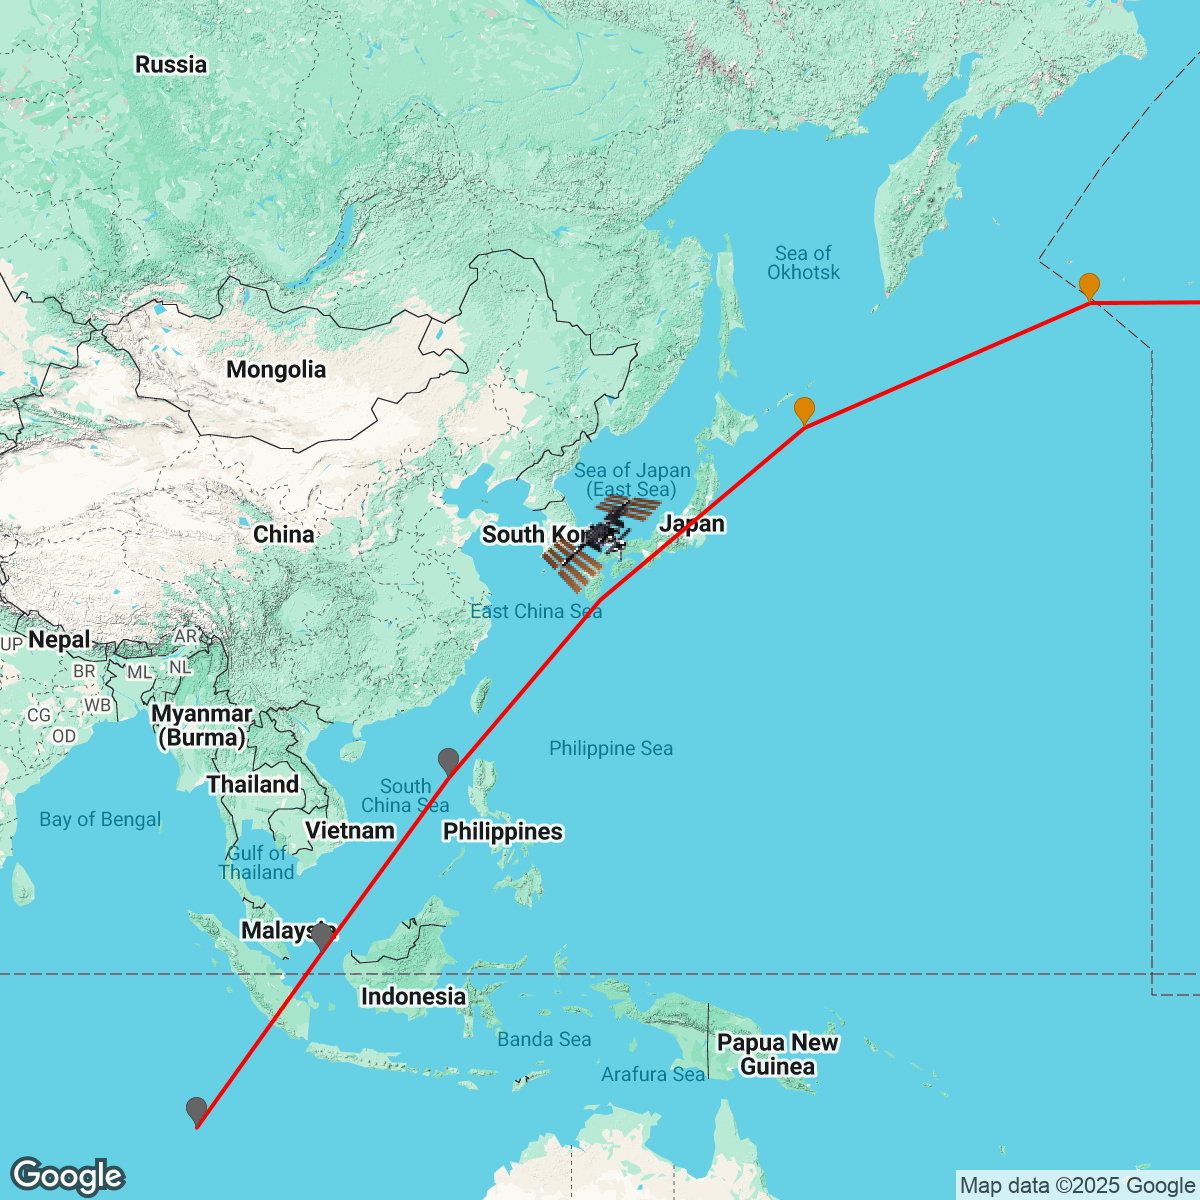 Russia
Sea of
Okhotsk
Mongolia
Sea of Japan
(East Sea)
China
South Kor
Japan
East China Sea
UP
Nepal
AR
BR
ML
NL
WB
CG
OD
Myanmar
(Burma)
Philippine Sea
Thailand
South
China Sea
Bay of Bengal
Vietnam
Philippines
Gulf of
Thailand
Malaysia
Indonesia
Banda Sea
Papua New
Guinea
Arafura Sea
Google
Map data ©2025 Google